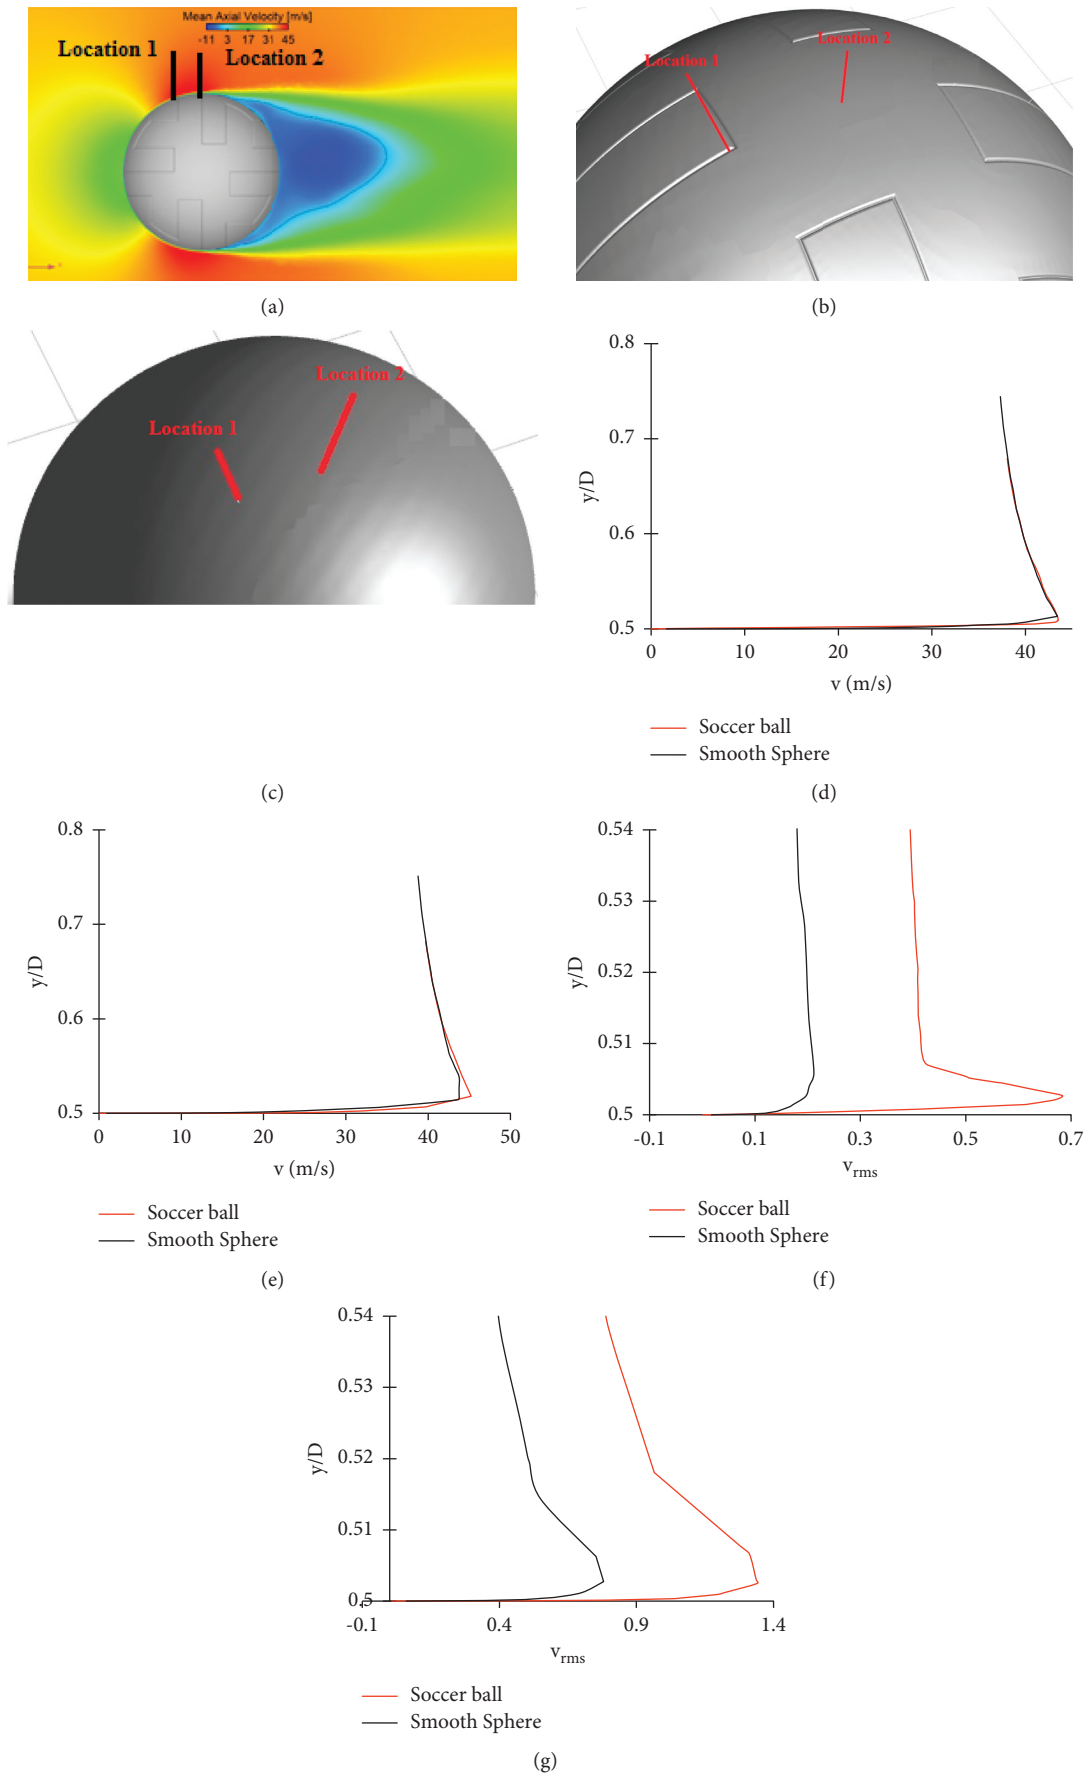 Mean Axial Velocity [m/s]
-11 3 17 31 45
Location 1
Location 2
(a)
Location 2
Location 1
(b)
Location 2
Location 1
(c)
0.8
0.7
0.6
0.5
y/D
0 10 20 30 40
v (m/s)
Soccer ball
Smooth Sphere
(d)
0.8
0.7
0.6
0.5
y/D
0 10 20 30 40 50
v (m/s)
Soccer ball
Smooth Sphere
(e)
0.54
0.53
0.52
0.51
0.5
y/D
-0.1 0.1 0.3 0.5 0.7
vrms
Soccer ball
Smooth Sphere
(f)
0.54
0.53
0.52
0.51
0.5
y/D
-0.1 0.4 0.9 1.4
vrms
Soccer ball
Smooth Sphere
(g)